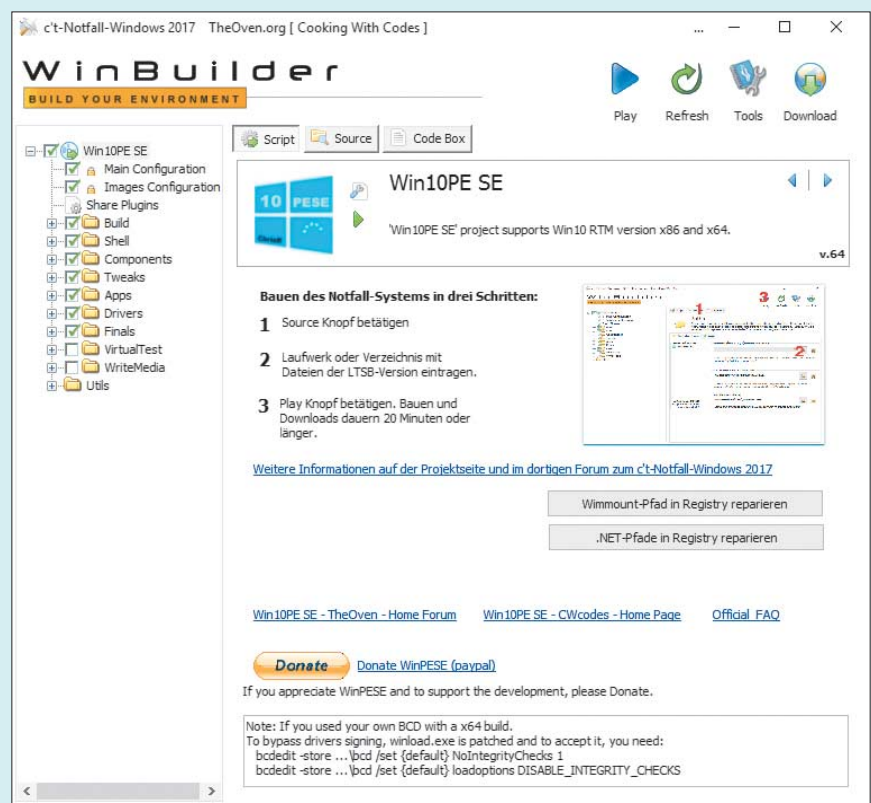 c't-Notfall-Windows 2017 TheOven.org [ Cooking With Codes ]
...
WinBuilder
BUILD YOUR ENVIRONMENT
Play Refresh Tools Download
Script Source Code Box
Win10PE SE
Main Configuration
Images Configuration
Share Plugins
Build
Shell
Components
Tweaks
Apps
Drivers
Finals
VirtualTest
WriteMedia
Utils
10 PESE
Win10PE SE
'Win10PE SE' project supports Win10 RTM version x86 and x64.
v.64
Bauen des Notfall-Systems in drei Schritten:
1 Source Knopf betätigen
2 Laufwerk oder Verzeichnis mit
Dateien der LTSB-Version eintragen.
3 Play Knopf betätigen. Bauen und
Downloads dauern 20 Minuten oder
länger.
1
2
3
Weitere Informationen auf der Projektseite und im dortigen Forum zum c't-Notfall-Windows 2017
Wimmount-Pfad in Registry reparieren
.NET-Pfade in Registry reparieren
Win10PE SE - TheOven - Home Forum Win10PE SE - CWcodes - Home Page Official FAQ
Donate Donate WinPESE (paypal)
If you appreciate WinPESE and to support the development, please Donate.
Note: If you used your own BCD with a x64 build.
To bypass drivers signing, winload.exe is patched and to accept it, you need:
bcdedit -store ...\bcd /set {default} NoIntegrityChecks 1
bcdedit -store ...\bcd /set {default} loadoptions DISABLE_INTEGRITY_CHECKS